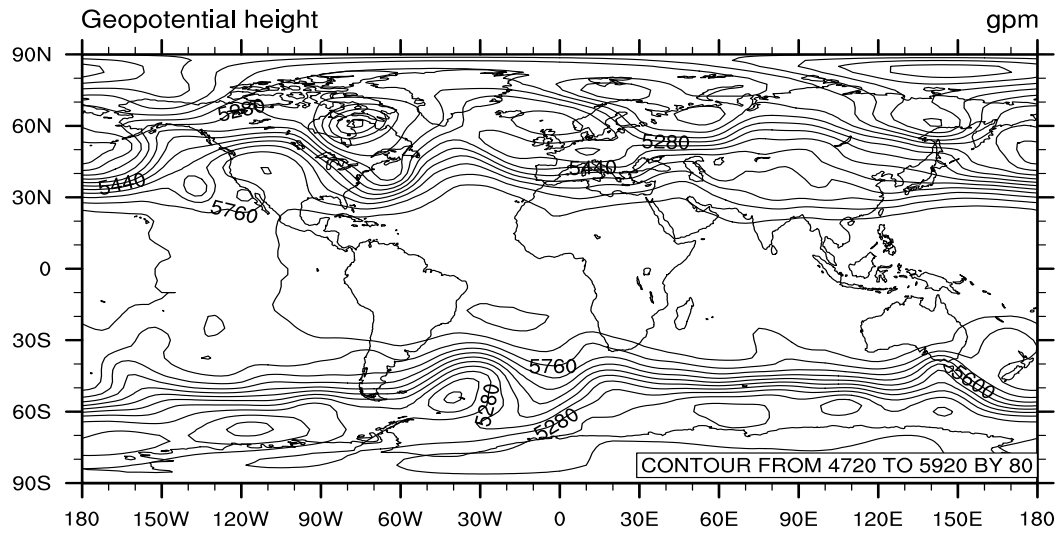 Geopotential height gpm
90N
60N
30N
0
30S
60S
90S
5280
5280
5440
5440
5760
5760
5600
5280
5280
CONTOUR FROM 4720 TO 5920 BY 80
180 150W 120W 90W 60W 30W 0 30E 60E 90E 120E 150E 180